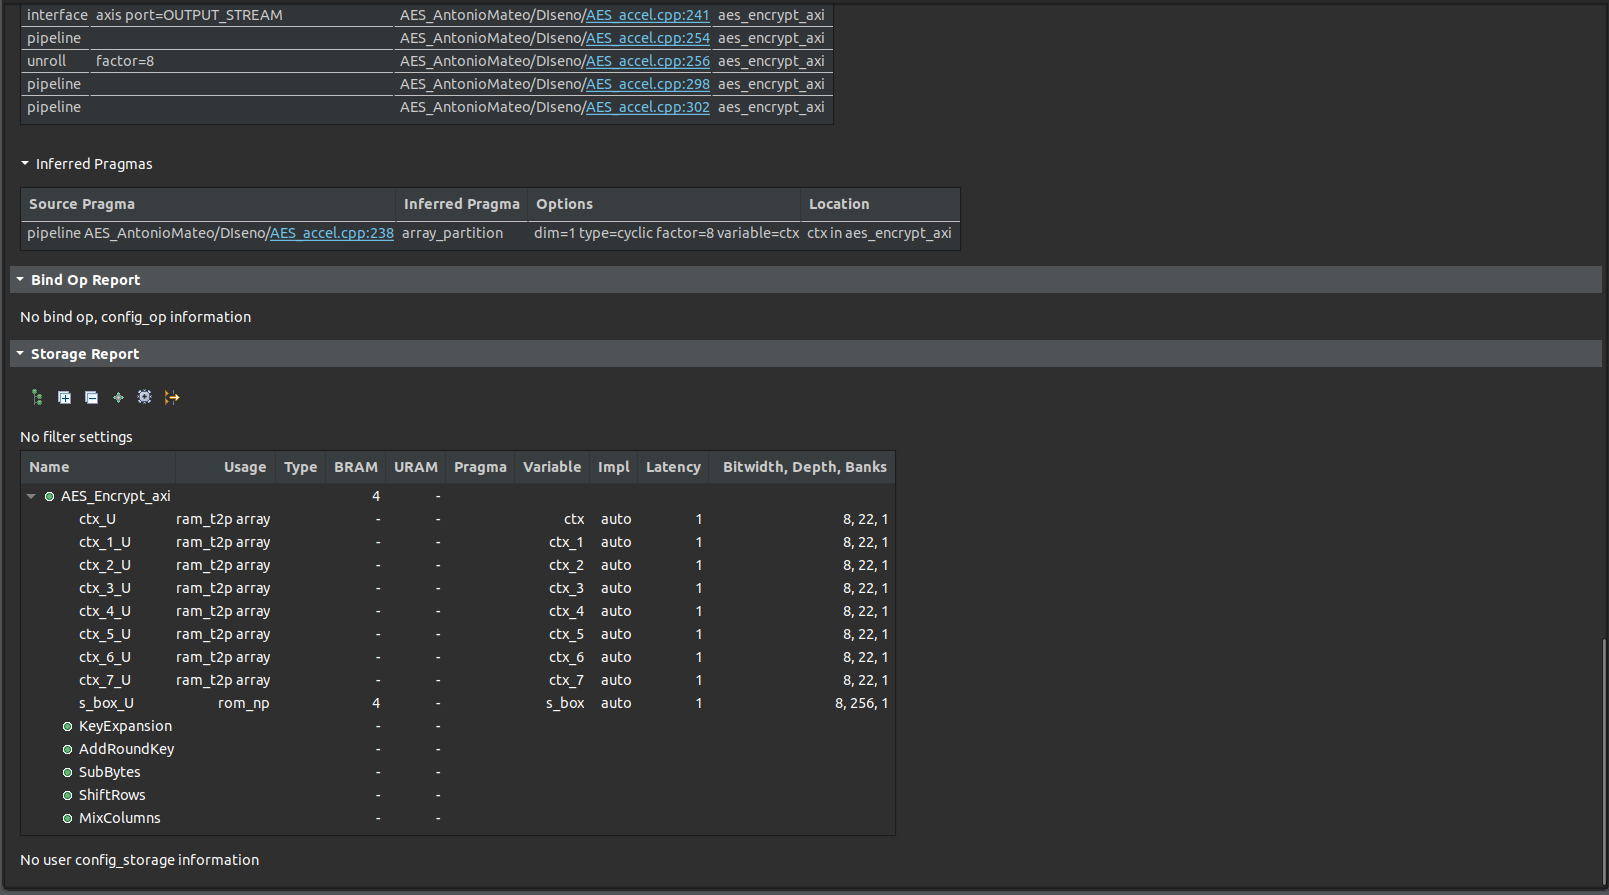 interface axis port=OUTPUT_STREAM AES_AntonioMateo/DIseno/AES_accel.cpp:241 aes_encrypt_axi
pipeline AES_AntonioMateo/DIseno/AES_accel.cpp:254 aes_encrypt_axi
unroll factor=8 AES_AntonioMateo/DIseno/AES_accel.cpp:256 aes_encrypt_axi
pipeline AES_AntonioMateo/DIseno/AES_accel.cpp:298 aes_encrypt_axi
pipeline AES_AntonioMateo/DIseno/AES_accel.cpp:302 aes_encrypt_axi
Inferred Pragmas
Source Pragma Inferred Pragma Options Location
pipeline AES_AntonioMateo/DIseno/AES_accel.cpp:238 array_partition dim=1 type=cyclic factor=8 variable=ctx ctx in aes_encrypt_axi
Bind Op Report
No bind op, config_op information
Storage Report
No filter settings
Name Usage Type BRAM URAM Pragma Variable Impl Latency Bitwidth, Depth, Banks
AES_Encrypt_axi 4 -
ctx_U ram_t2p array - - ctx auto 1 8, 22, 1
ctx_1_U ram_t2p array - - ctx_1 auto 1 8, 22, 1
ctx_2_U ram_t2p array - - ctx_2 auto 1 8, 22, 1
ctx_3_U ram_t2p array - - ctx_3 auto 1 8, 22, 1
ctx_4_U ram_t2p array - - ctx_4 auto 1 8, 22, 1
ctx_5_U ram_t2p array - - ctx_5 auto 1 8, 22, 1
ctx_6_U ram_t2p array - - ctx_6 auto 1 8, 22, 1
ctx_7_U ram_t2p array - - ctx_7 auto 1 8, 22, 1
s_box_U rom_np 4 - s_box auto 1 8, 256, 1
KeyExpansion - -
AddRoundKey - -
SubBytes - -
ShiftRows - -
MixColumns - -
No user config_storage information